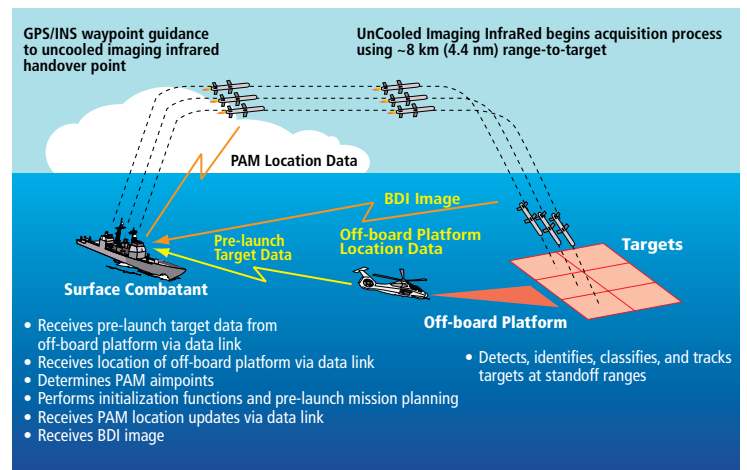 GPS/INS waypoint guidance
to uncooled imaging infrared
handover point
UnCooled Imaging InfraRed begins acquisition process
using ~8 km (4.4 nm) range-to-target
PAM Location Data
BDI Image
Off-board Platform
Location Data
Pre-launch
Target Data
Targets
Surface Combatant
Off-board Platform
• Receives pre-launch target data from
off-board platform via data link
• Receives location of off-board platform via data link
• Determines PAM aimpoints
• Performs initialization functions and pre-launch mission planning
• Receives PAM location updates via data link
• Receives BDI image
• Detects, identifies, classifies, and tracks
targets at standoff ranges